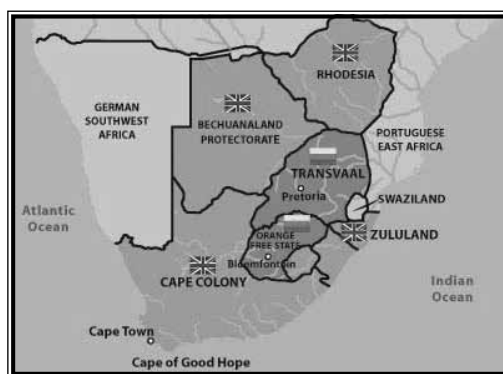 RHODESIA
GERMAN
SOUTHWEST
AFRICA
BECHUANALAND
PROTECTORATE
PORTUGUESE
EAST AFRICA
TRANSVAAL
Pretoria
SWAZILAND
Atlantic
Ocean
ORANGE
FREE STATE
ZULULAND
Bloomfontein
CAPE COLONY
Indian
Ocean
Cape Town
Cape of Good Hope